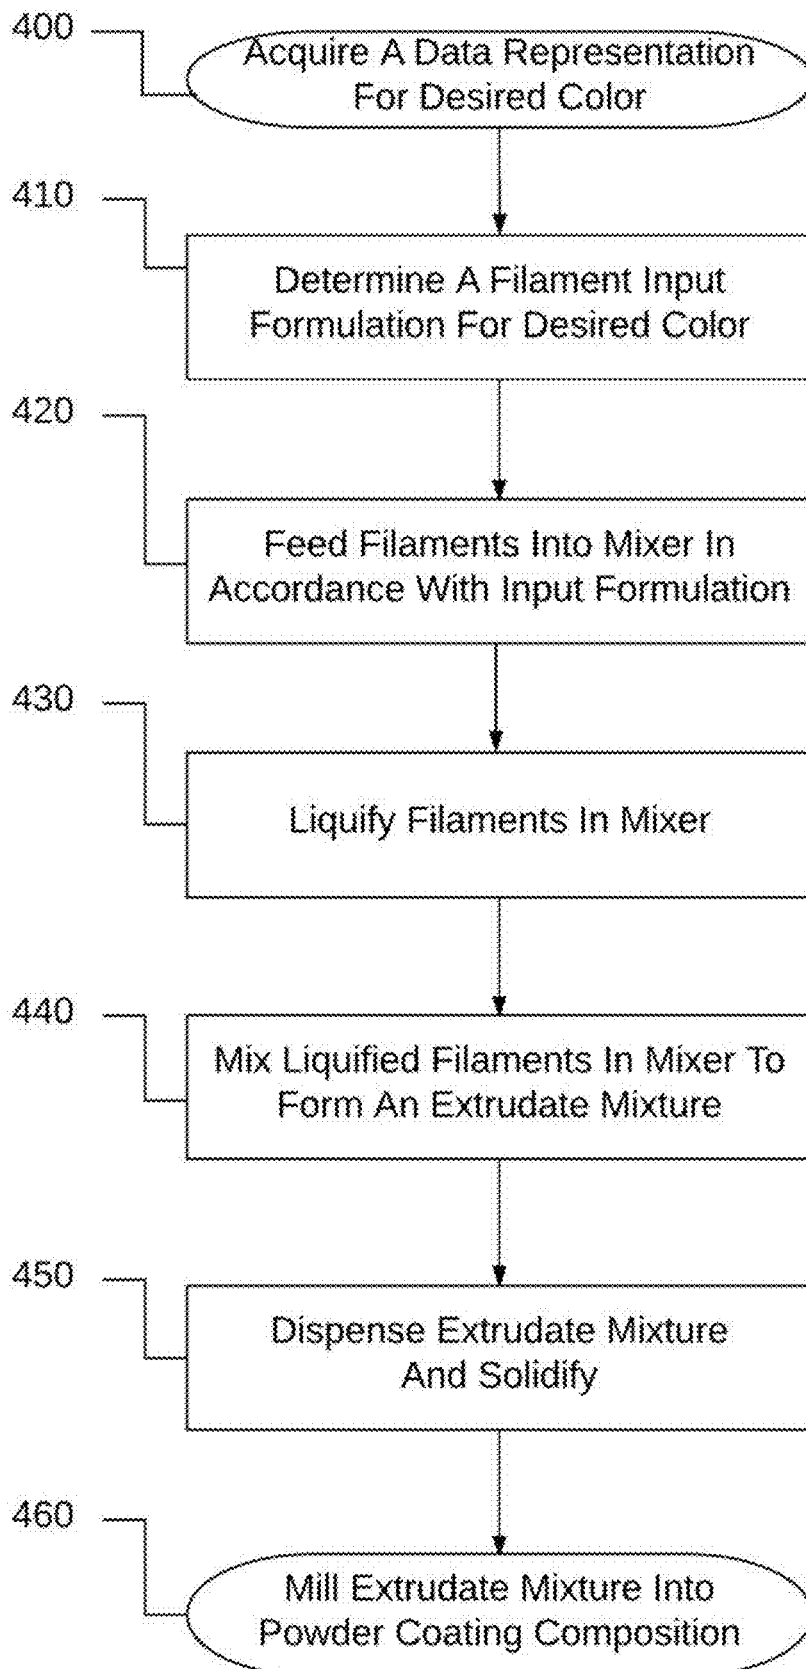 400
Acquire A Data Representation
For Desired Color
410
Determine A Filament Input
Formulation For Desired Color
420
Feed Filaments Into Mixer In
Accordance With Input Formulation
430
Liquify Filaments In Mixer
440
Mix Liquified Filaments In Mixer To
Form An Extrudate Mixture
450
Dispense Extrudate Mixture
And Solidify
460
Mill Extrudate Mixture Into
Powder Coating Composition